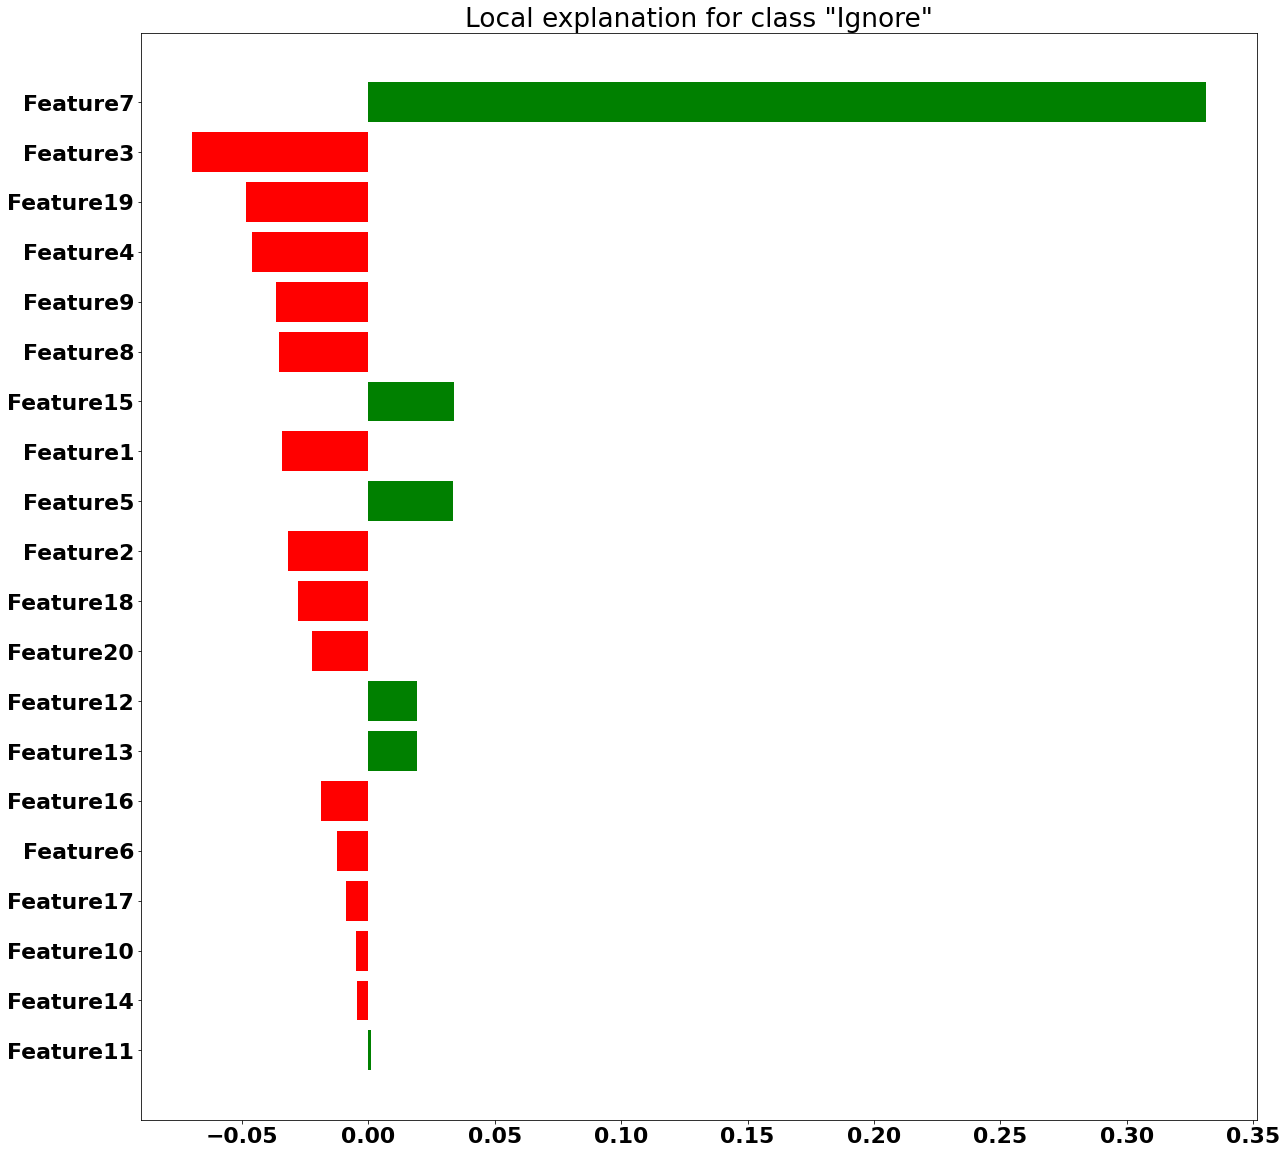 Local explanation for class "Ignore"
Feature7
Feature3
Feature19
Feature4
Feature9
Feature8
Feature15
Feature1
Feature5
Feature2
Feature18
Feature20
Feature12
Feature13
Feature16
Feature6
Feature17
Feature10
Feature14
Feature11
−0.05 0.00 0.05 0.10 0.15 0.20 0.25 0.30 0.35